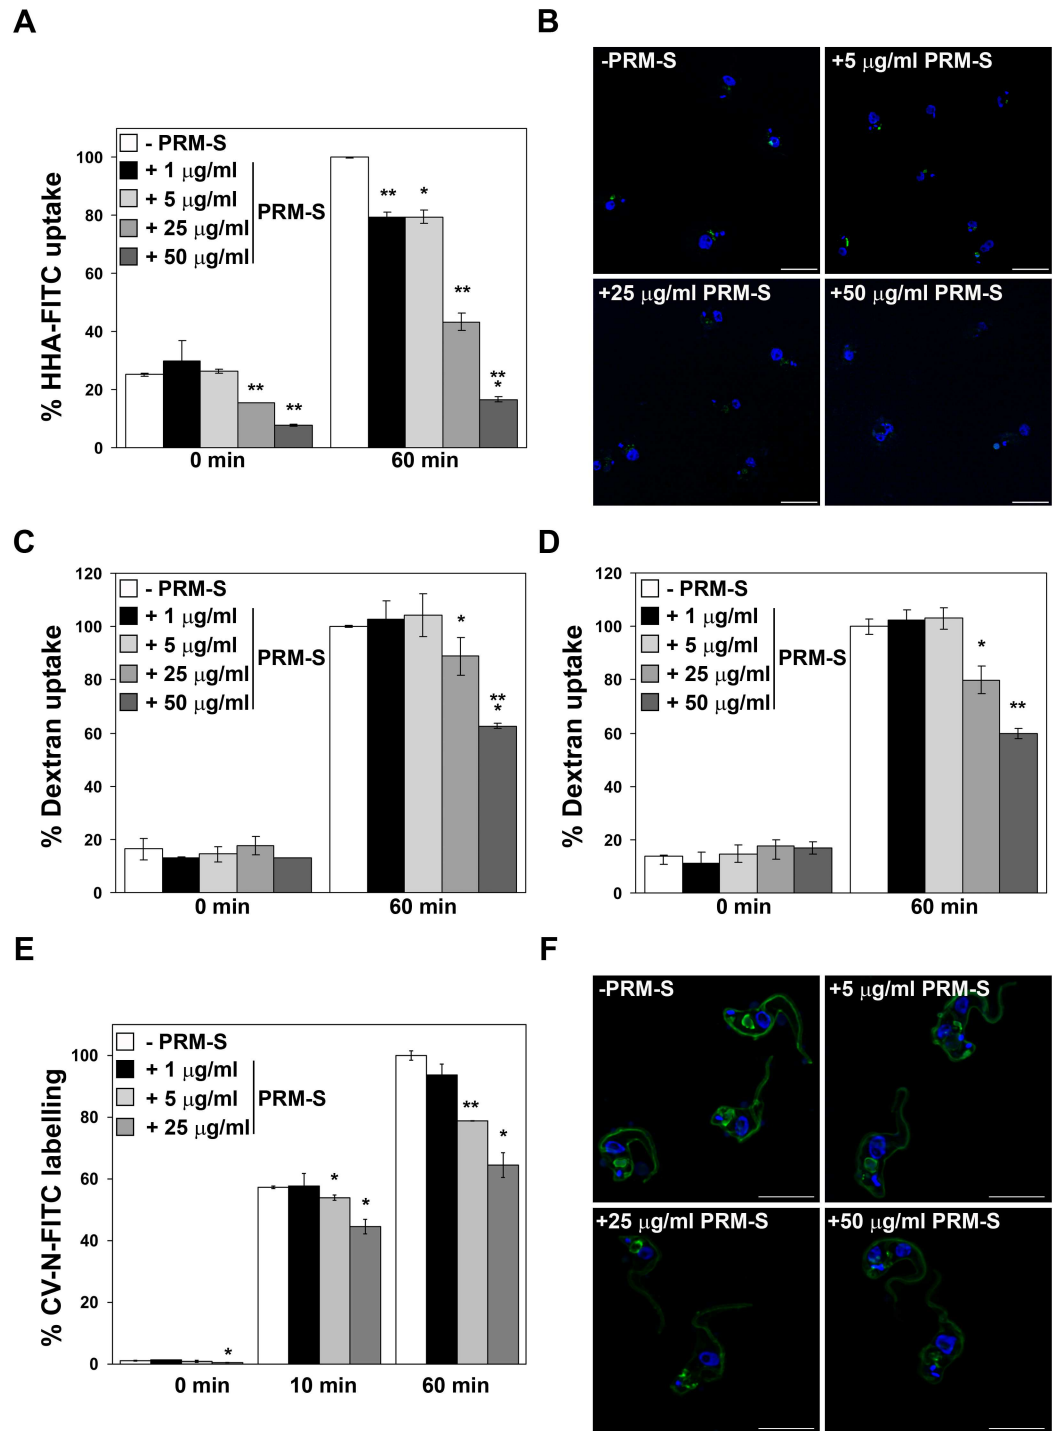 A
% HHA-FITC uptake
100
80
60
40
20
0
- PRM-S
+ 1 µg/ml
+ 5 µg/ml
+ 25 µg/ml
+ 50 µg/ml
PRM-S
**
**
**
*
**
**
*
0 min
60 min
B
-PRM-S
+5 µg/ml PRM-S
+25 µg/ml PRM-S
+50 µg/ml PRM-S
C
% Dextran uptake
120
100
80
60
40
20
0
- PRM-S
+ 1 µg/ml
+ 5 µg/ml
+ 25 µg/ml
+ 50 µg/ml
PRM-S
*
**
*
0 min
60 min
D
% Dextran uptake
120
100
80
60
40
20
0
- PRM-S
+ 1 µg/ml
+ 5 µg/ml
+ 25 µg/ml
+ 50 µg/ml
PRM-S
*
**
0 min
60 min
E
% CV-N-FITC labelling
100
80
60
40
20
0
- PRM-S
+ 1 µg/ml
+ 5 µg/ml
+ 25 µg/ml
PRM-S
*
*
*
**
*
0 min
10 min
60 min
F
-PRM-S
+5 µg/ml PRM-S
+25 µg/ml PRM-S
+50 µg/ml PRM-S